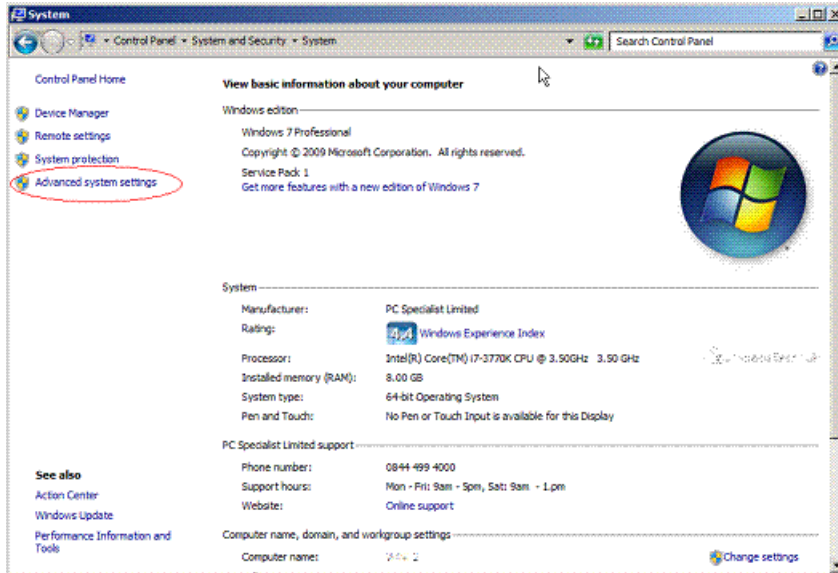 System
Control Panel System and Security System
Search Control Panel
Control Panel Home
Device Manager
Remote settings
System protection
Advanced system settings
See also
Action Center
Windows Update
Performance Information and
Tools
View basic information about your computer
Windows edition
Windows 7 Professional
Copyright © 2009 Microsoft Corporation. All rights reserved.
Service Pack 1
Get more features with a new edition of Windows 7
System
Manufacturer: PC Specialist Limited
Rating: 4,4 Windows Experience Index
Processor: Intel(R) Core(TM) i7-3770K CPU @ 3.50GHz 3.50 GHz
Installed memory (RAM): 8.00 GB
System type: 64-bit Operating System
Pen and Touch: No Pen or Touch Input is available for this Display
PC Specialist Limited support
Phone number: 0844 499 4000
Support hours: Mon - Fri: 9am - 5pm, Sat: 9am - 1.pm
Website: Online support
Computer name, domain, and workgroup settings
Computer name:
Change settings